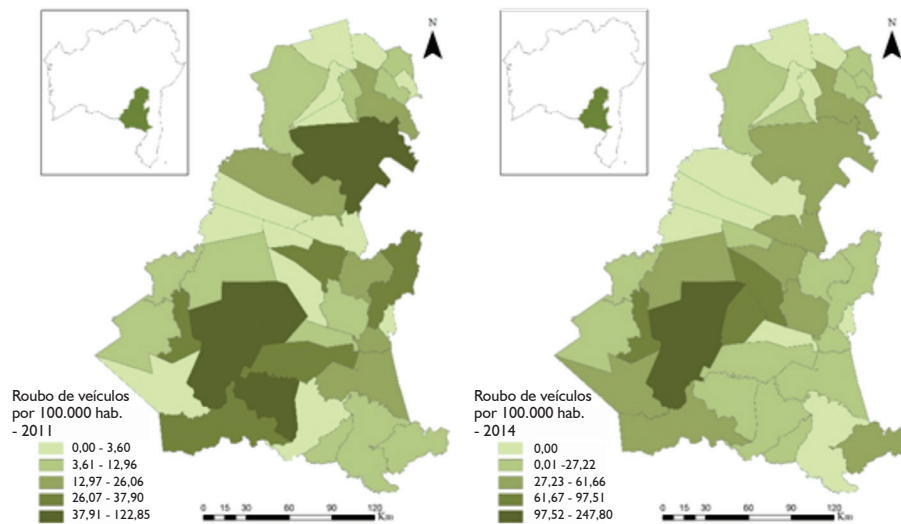 N
Roubo de veículos
por 100.000 hab.
- 2011
0,00 - 3,60
3,61 - 12,96
12,97 - 26,06
26,07 - 37,90
37,91 - 122,85
0 15 30 60 90 120
Km
N
Roubo de veículos
por 100.000 hab.
- 2014
0,00
0,01 -27,22
27,23 - 61,66
61,67 - 97,51
97,52 - 247,80
0 15 30 60 90 120
Km